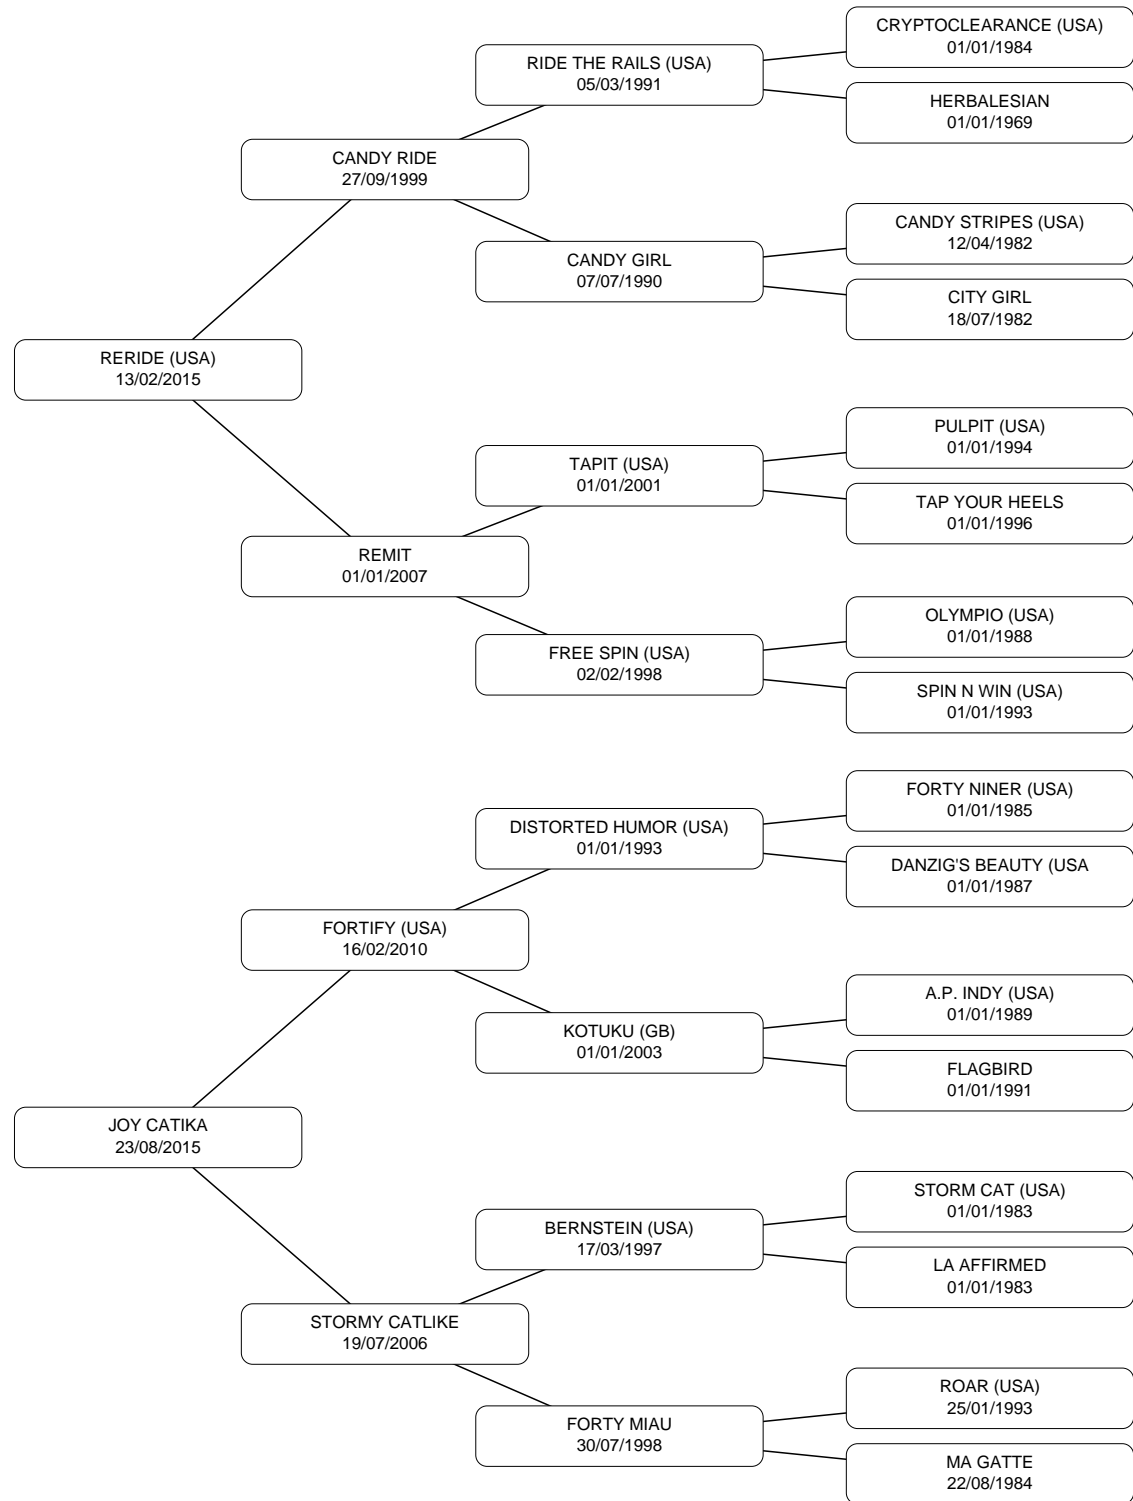 CRYPTOCLEARANCE (USA)
01/01/1984
RIDE THE RAILS (USA)
05/03/1991
HERBALESIAN
01/01/1969
CANDY RIDE
27/09/1999
CANDY STRIPES (USA)
12/04/1982
CANDY GIRL
07/07/1990
CITY GIRL
18/07/1982
RERIDE (USA)
13/02/2015
PULPIT (USA)
01/01/1994
TAPIT (USA)
01/01/2001
TAP YOUR HEELS
01/01/1996
REMIT
01/01/2007
OLYMPIO (USA)
01/01/1988
FREE SPIN (USA)
02/02/1998
SPIN N WIN (USA)
01/01/1993
FORTY NINER (USA)
01/01/1985
DISTORTED HUMOR (USA)
01/01/1993
DANZIG'S BEAUTY (USA
01/01/1987
FORTIFY (USA)
16/02/2010
A.P. INDY (USA)
01/01/1989
KOTUKU (GB)
01/01/2003
FLAGBIRD
01/01/1991
JOY CATIKA
23/08/2015
STORM CAT (USA)
01/01/1983
BERNSTEIN (USA)
17/03/1997
LA AFFIRMED
01/01/1983
STORMY CATLIKE
19/07/2006
ROAR (USA)
25/01/1993
FORTY MIAU
30/07/1998
MA GATTE
22/08/1984